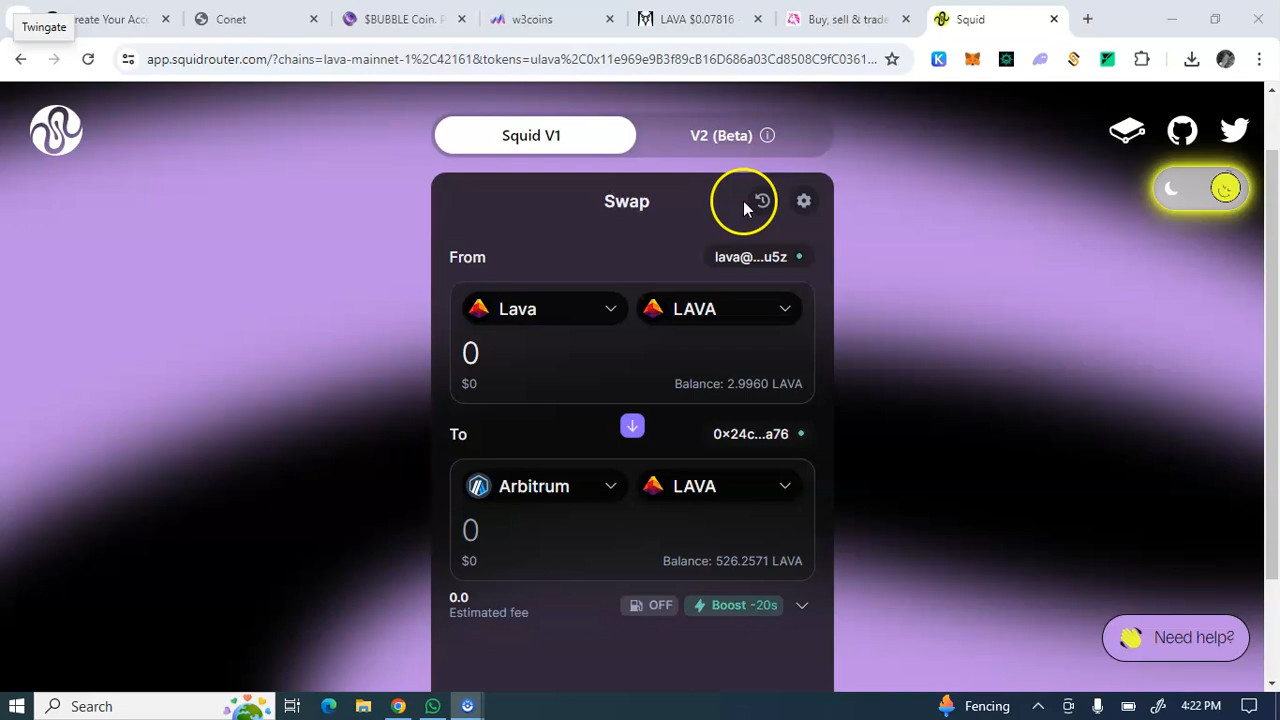 Twingate
reate Your Acc
Conet
$BUBBLE Coin. P
w3coins
LAVA $0.07810
Buy, sell & trade
Squid
app.squidrouter.com/?chains=lava-mainnet-1%2C42161&tokens=ulava%2C0x11e969e9B3f89cB16D686a03Cd8508C9fC0361...
Squid V1
V2 (Beta)
Swap
From
lava@...u5z
Lava
LAVA
0
$0
Balance: 2.9960 LAVA
To
0x24c...a76
Arbitrum
LAVA
0
$0
Balance: 526.2571 LAVA
0.0
Estimated fee
OFF
Boost -20s
Need help?
Search
Fencing
4:22 PM